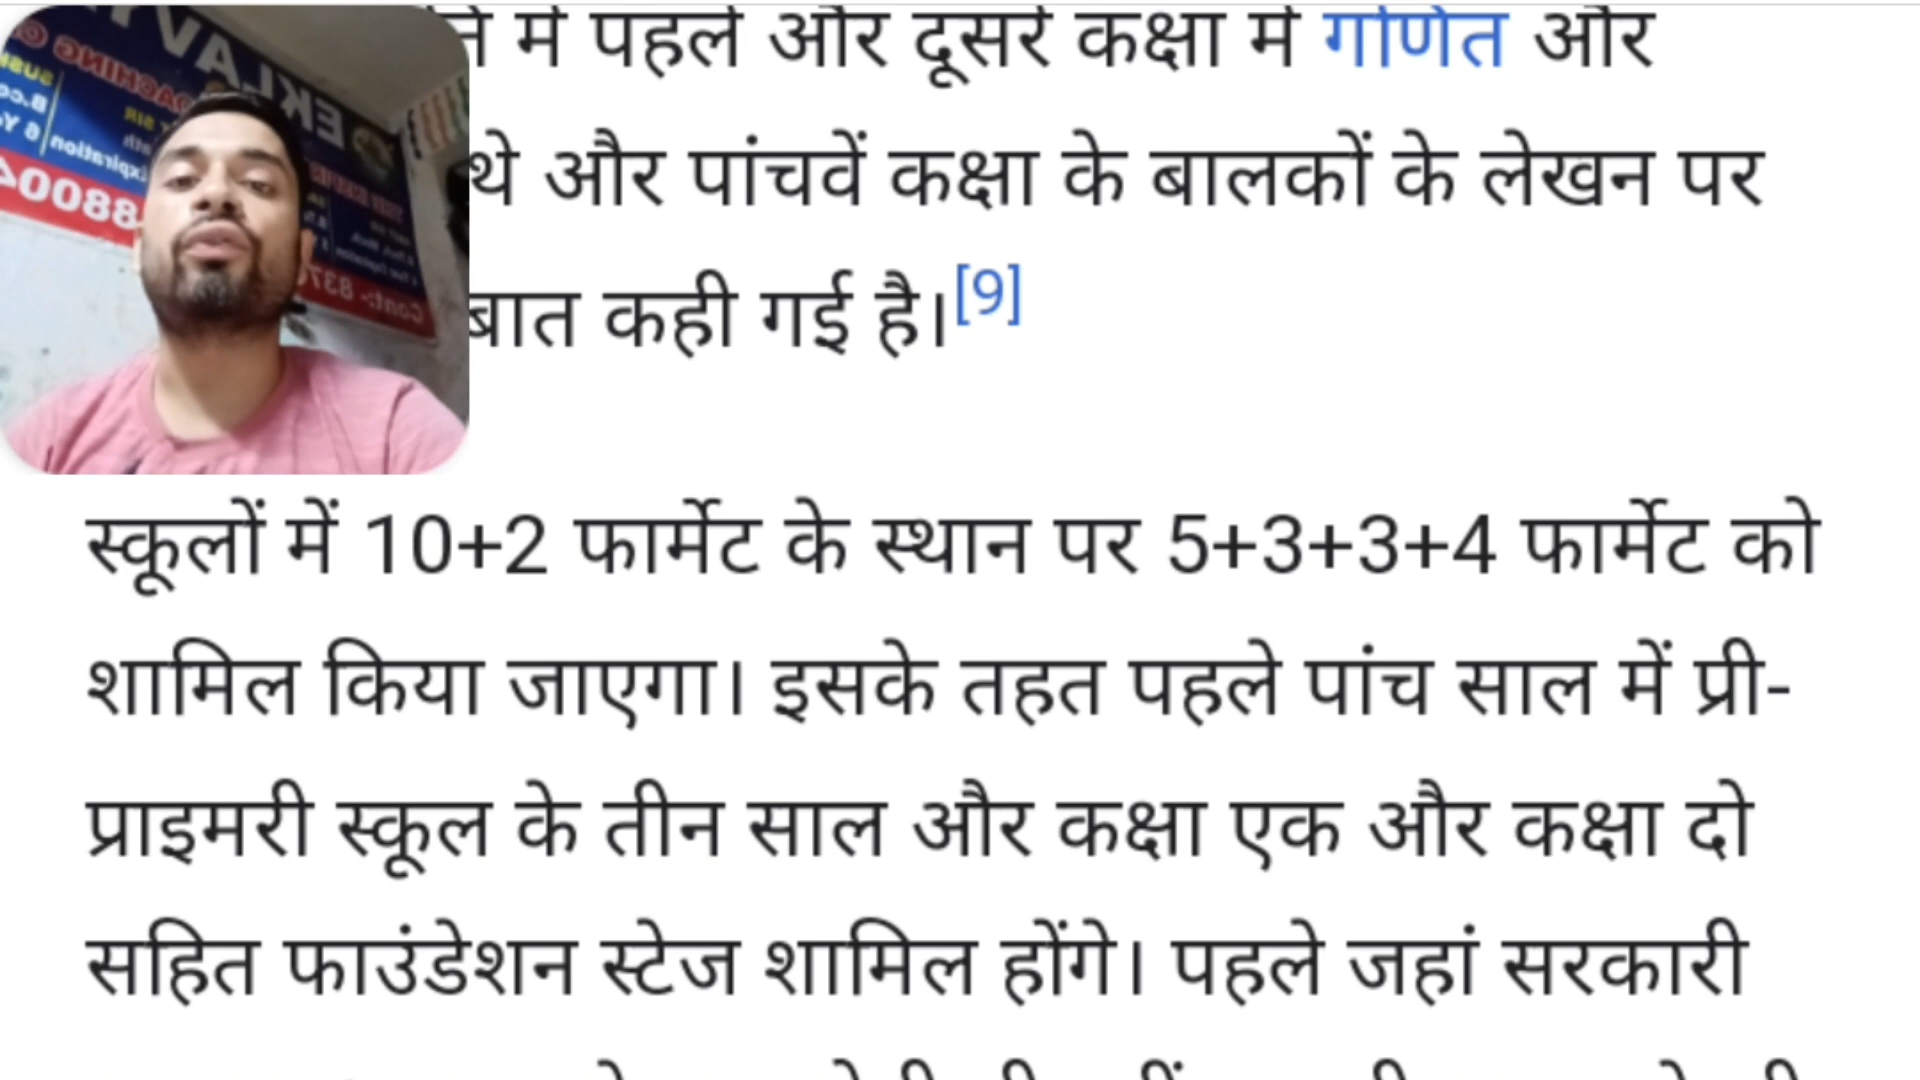 में पहले और दूसरे कक्षा में गणित और
थे और पांचवें कक्षा के बालकों के लेखन पर
बात कही गई है।[9]
स्कूलों में 10+2 फार्मेट के स्थान पर 5+3+3+4 फार्मेट को
शामिल किया जाएगा। इसके तहत पहले पांच साल में प्री-
प्राइमरी स्कूल के तीन साल और कक्षा एक और कक्षा दो
सहित फाउंडेशन स्टेज शामिल होंगे। पहले जहां सरकारी